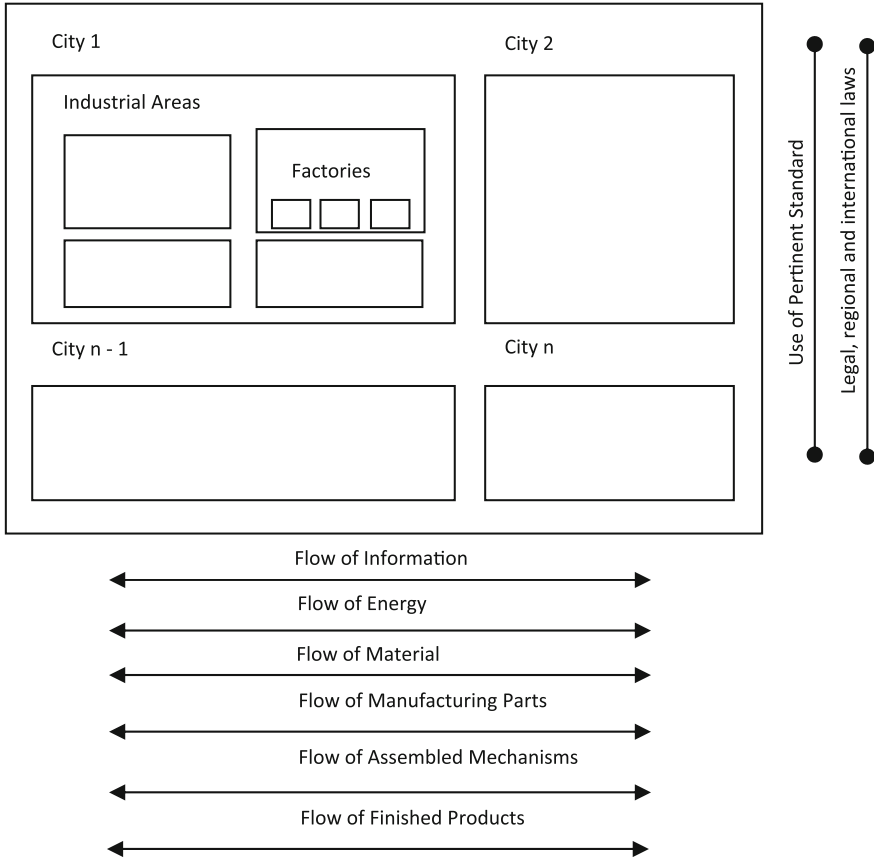 City 1
City 2
Industrial Areas
Factories
City n - 1
City n
Use of Pertinent Standard
Legal, regional and international laws
Flow of Information
Flow of Energy
Flow of Material
Flow of Manufacturing Parts
Flow of Assembled Mechanisms
Flow of Finished Products